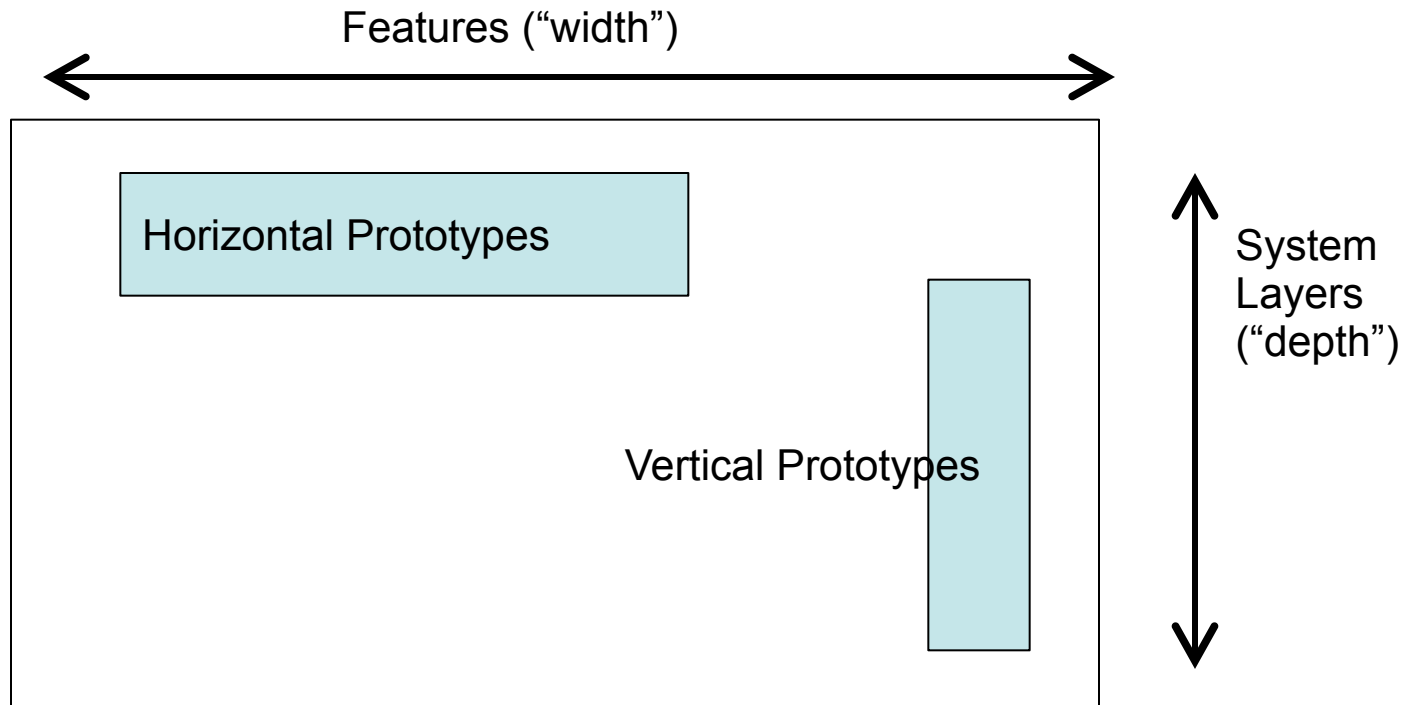 Features (“width”)
Horizontal Prototypes
System
Layers
(“depth”)
Vertical Prototypes